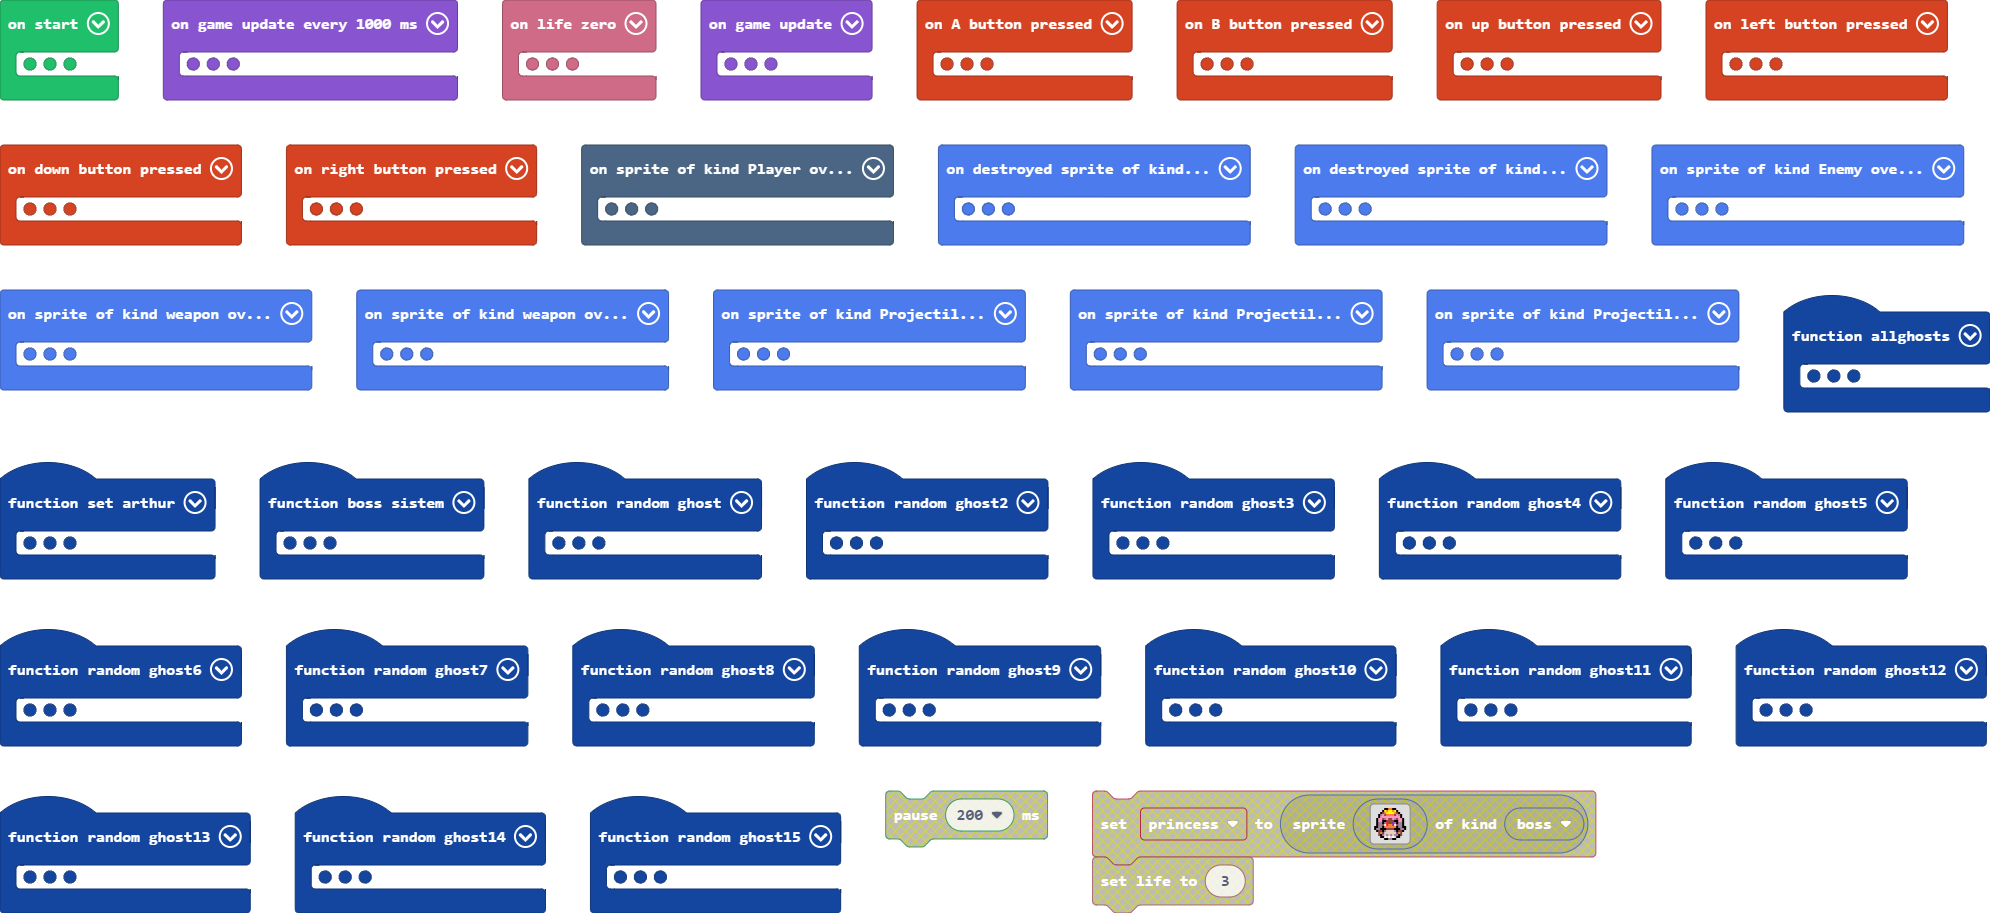 on start
on game update every 1000 ms
on life zero
on game update
on A button pressed
on B button pressed
on up button pressed
on left button pressed
on down button pressed
on right button pressed
on sprite of kind Player ov...
on destroyed sprite of kind...
on destroyed sprite of kind...
on sprite of kind Enemy ove...
on sprite of kind weapon ov...
on sprite of kind weapon ov...
on sprite of kind Projectil...
on sprite of kind Projectil...
on sprite of kind Projectil...
function allghosts
function set arthur
function boss sistem
function random ghost
function random ghost2
function random ghost3
function random ghost4
function random ghost5
function random ghost6
function random ghost7
function random ghost8
function random ghost9
function random ghost10
function random ghost11
function random ghost12
function random ghost13
function random ghost14
function random ghost15
pause 200 ms
set princess to sprite of kind boss
set life to 3